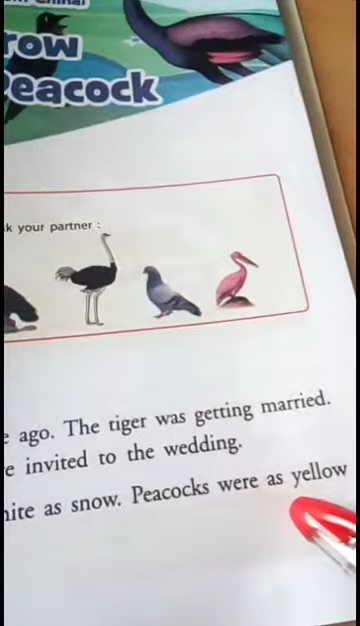 row
Peacock
k your partner :
e ago. The tiger was getting married.
e invited to the wedding.
hite as snow. Peacocks were as yellow